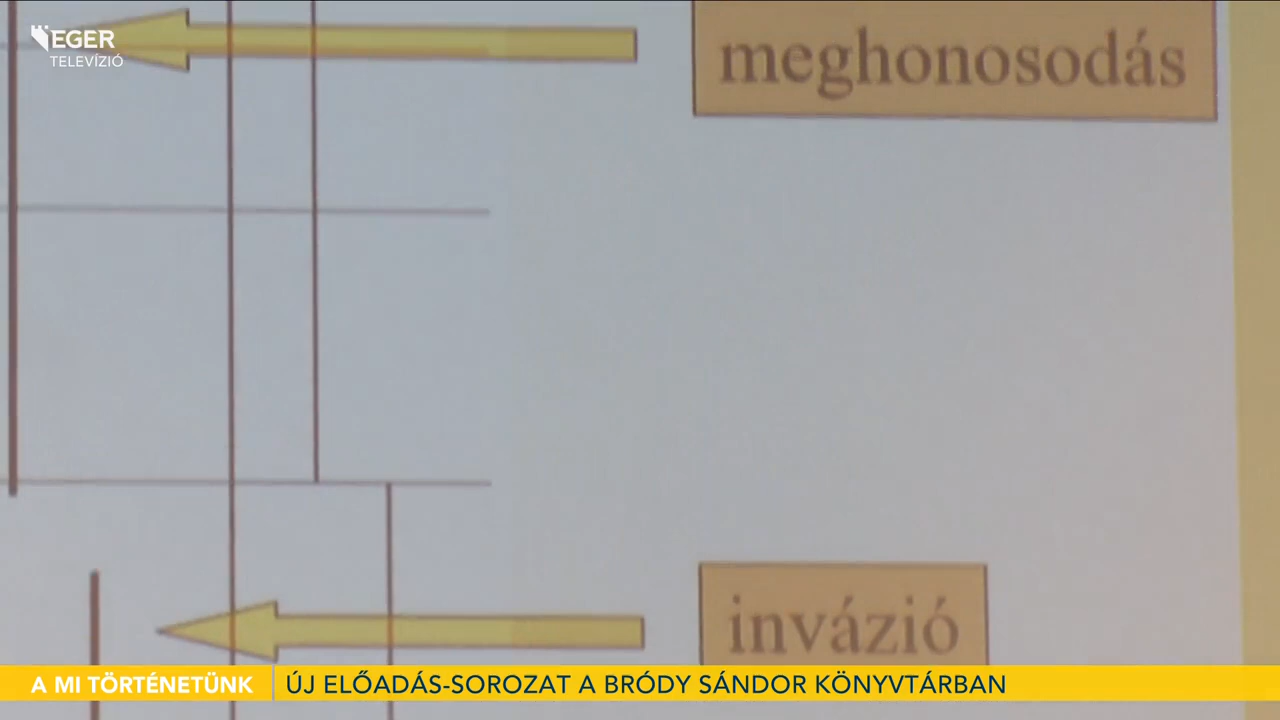 EGER
TELEVÍZIÓ
meghonosodás
invázió
A MI TÖRTÉNETÜNK
ÚJ ELŐADÁS-SOROZAT A BRÓDY SÁNDOR KÖNYVTÁRBAN